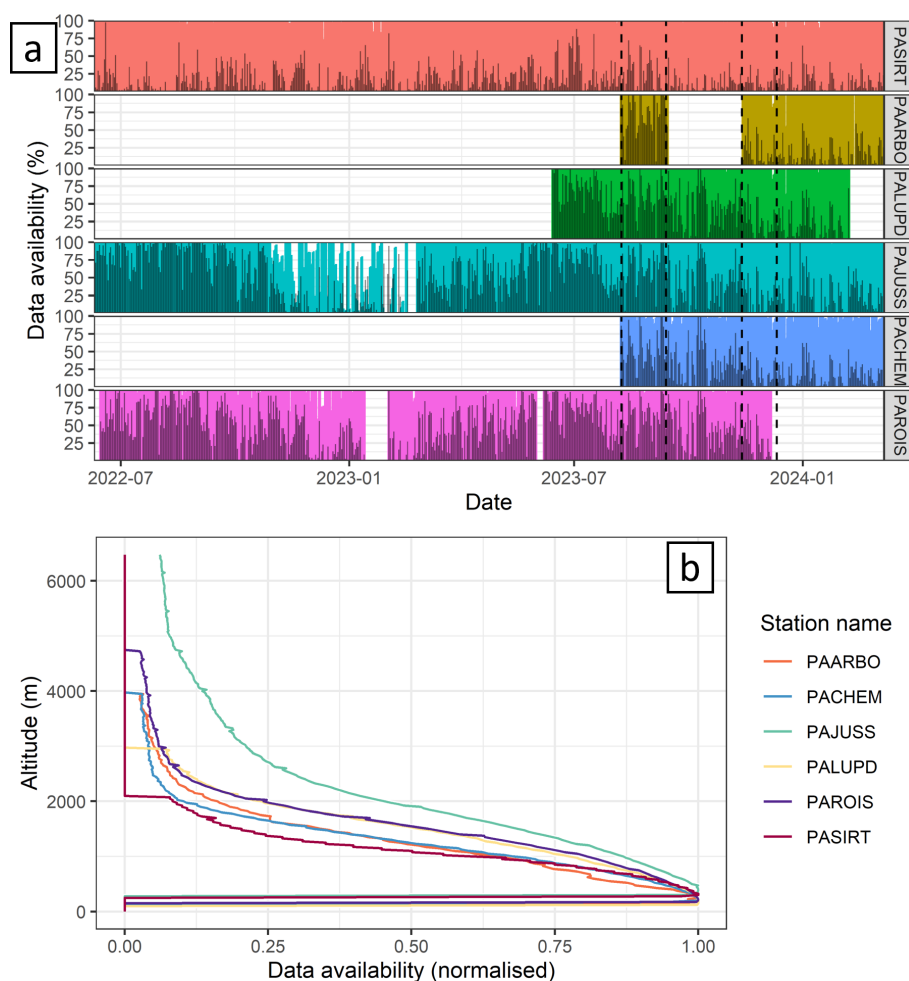 a
Data availability (%)
100
75
50
25
PASIRT
100
75
50
25
PAARBO
100
75
50
25
PALUPD
100
75
50
25
PAJUSS
100
75
50
25
PACHEM
100
75
50
25
PAROIS
2022-07 2023-01 2023-07 2024-01
Date
b
Altitude (m)
6000
4000
2000
0
0.00 0.25 0.50 0.75 1.00
Data availability (normalised)
Station name
PAARBO
PACHEM
PAJUSS
PALUPD
PAROIS
PASIRT